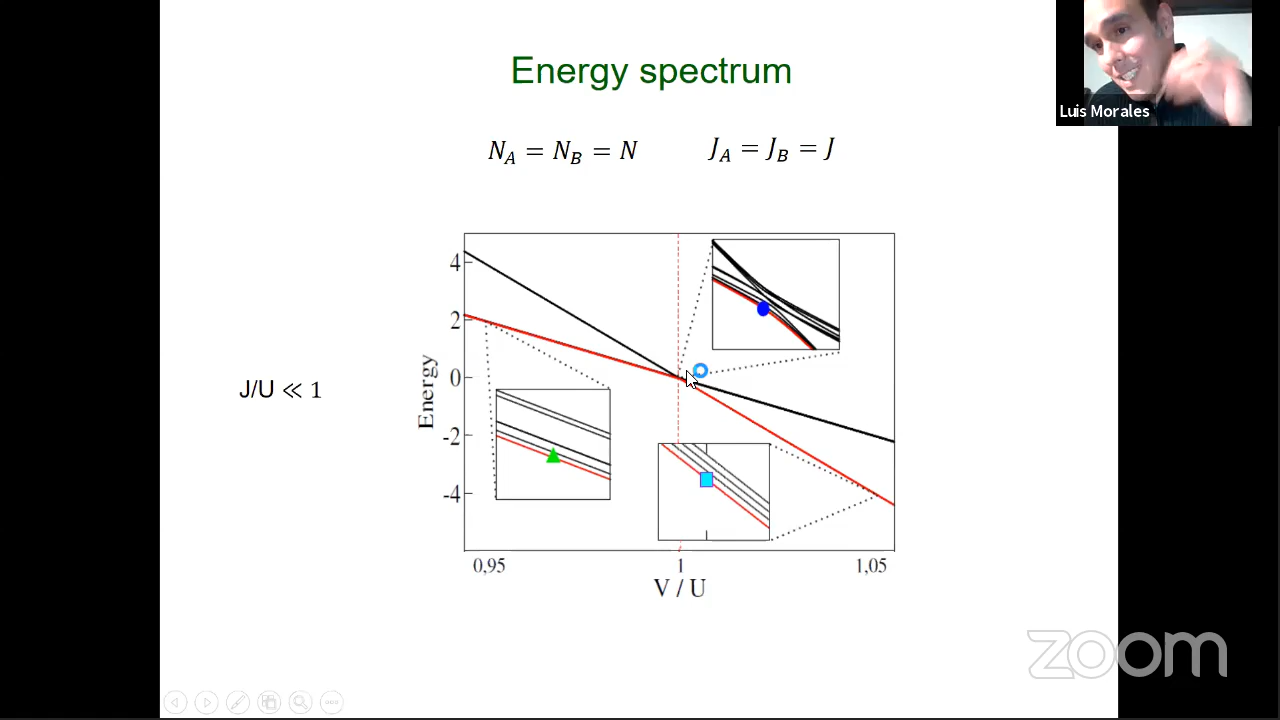 Energy spectrum
Luis Morales
N_A = N_B = N
J_A = J_B = J
J/U ≪ 1
Energy
4
2
0
-2
-4
0,95
1
1,05
V / U
zoom